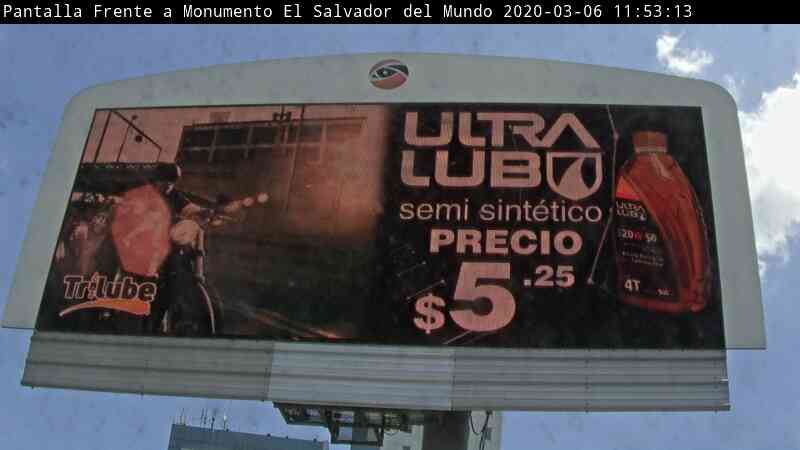 Pantalla Frente a Monumento El Salvador del Mundo 2020-03-06 11:53:13
ULTRA
LUB
semi sintético
PRECIO
$5.25
Tri-Lube
ULTRA
LUB
20W 50
4T